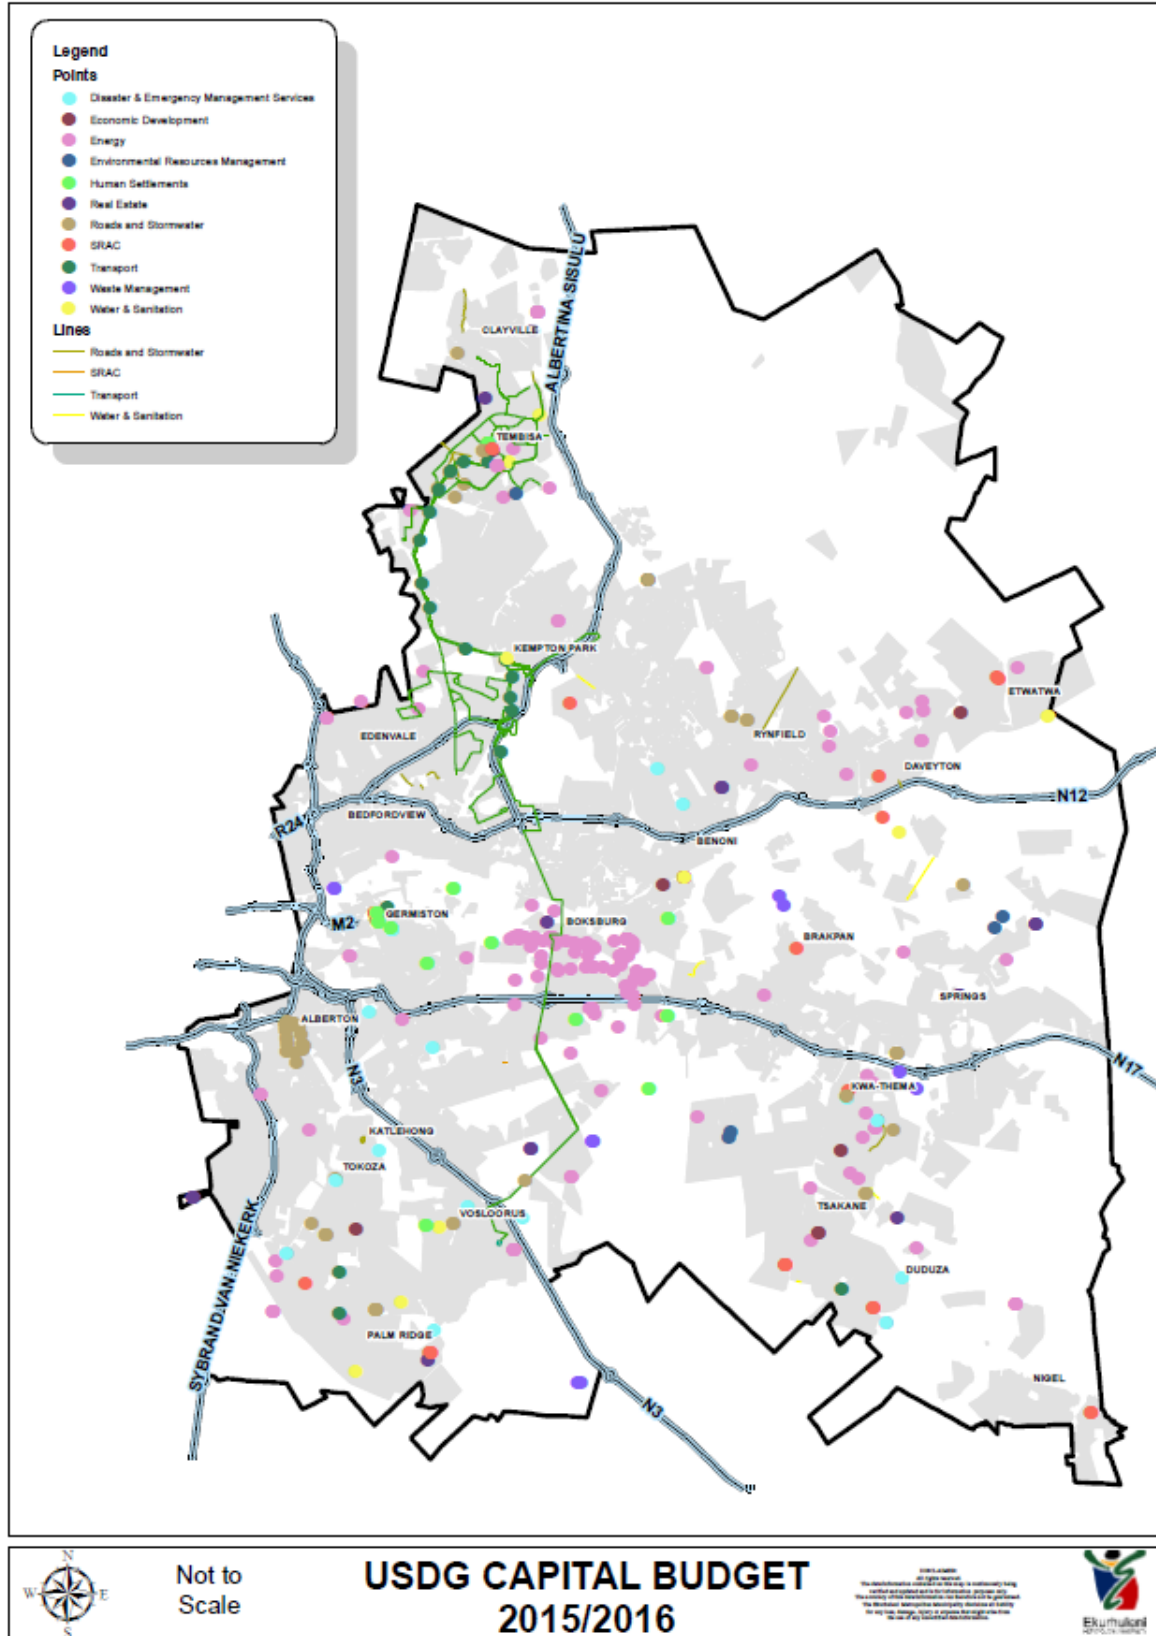 Legend
Points
Disaster & Emergency Management Services
Economic Development
Energy
Environmental Resources Management
Human Settlements
Real Estate
Roads and Stormwater
SRAC
Transport
Waste Management
Water & Sanitation
Lines
Roads and Stormwater
SRAC
Transport
Water & Sanitation
ALBERTINA SISULU
CLAYVILLE
TEMBISA
KEMPTON PARK
ETWATWA
EDENVALE
RYNFIELD
DAVEYTON
N12
R24
BEDFORDVIEW
BENONI
GERMISTON
M2
BOKSBURG
BRAKPAN
SPRINGS
ALBERTON
N17
N3
KWA-THEMA
KATLEHONG
TOKOZA
TSAKANE
VOSLOORUS
SYBRAND VAN NIEKERK
DUDUZA
PALM RIDGE
NIGEL
N3
N
W E
S
Not to
Scale
USDG CAPITAL BUDGET
2015/2016
Ekurhuleni